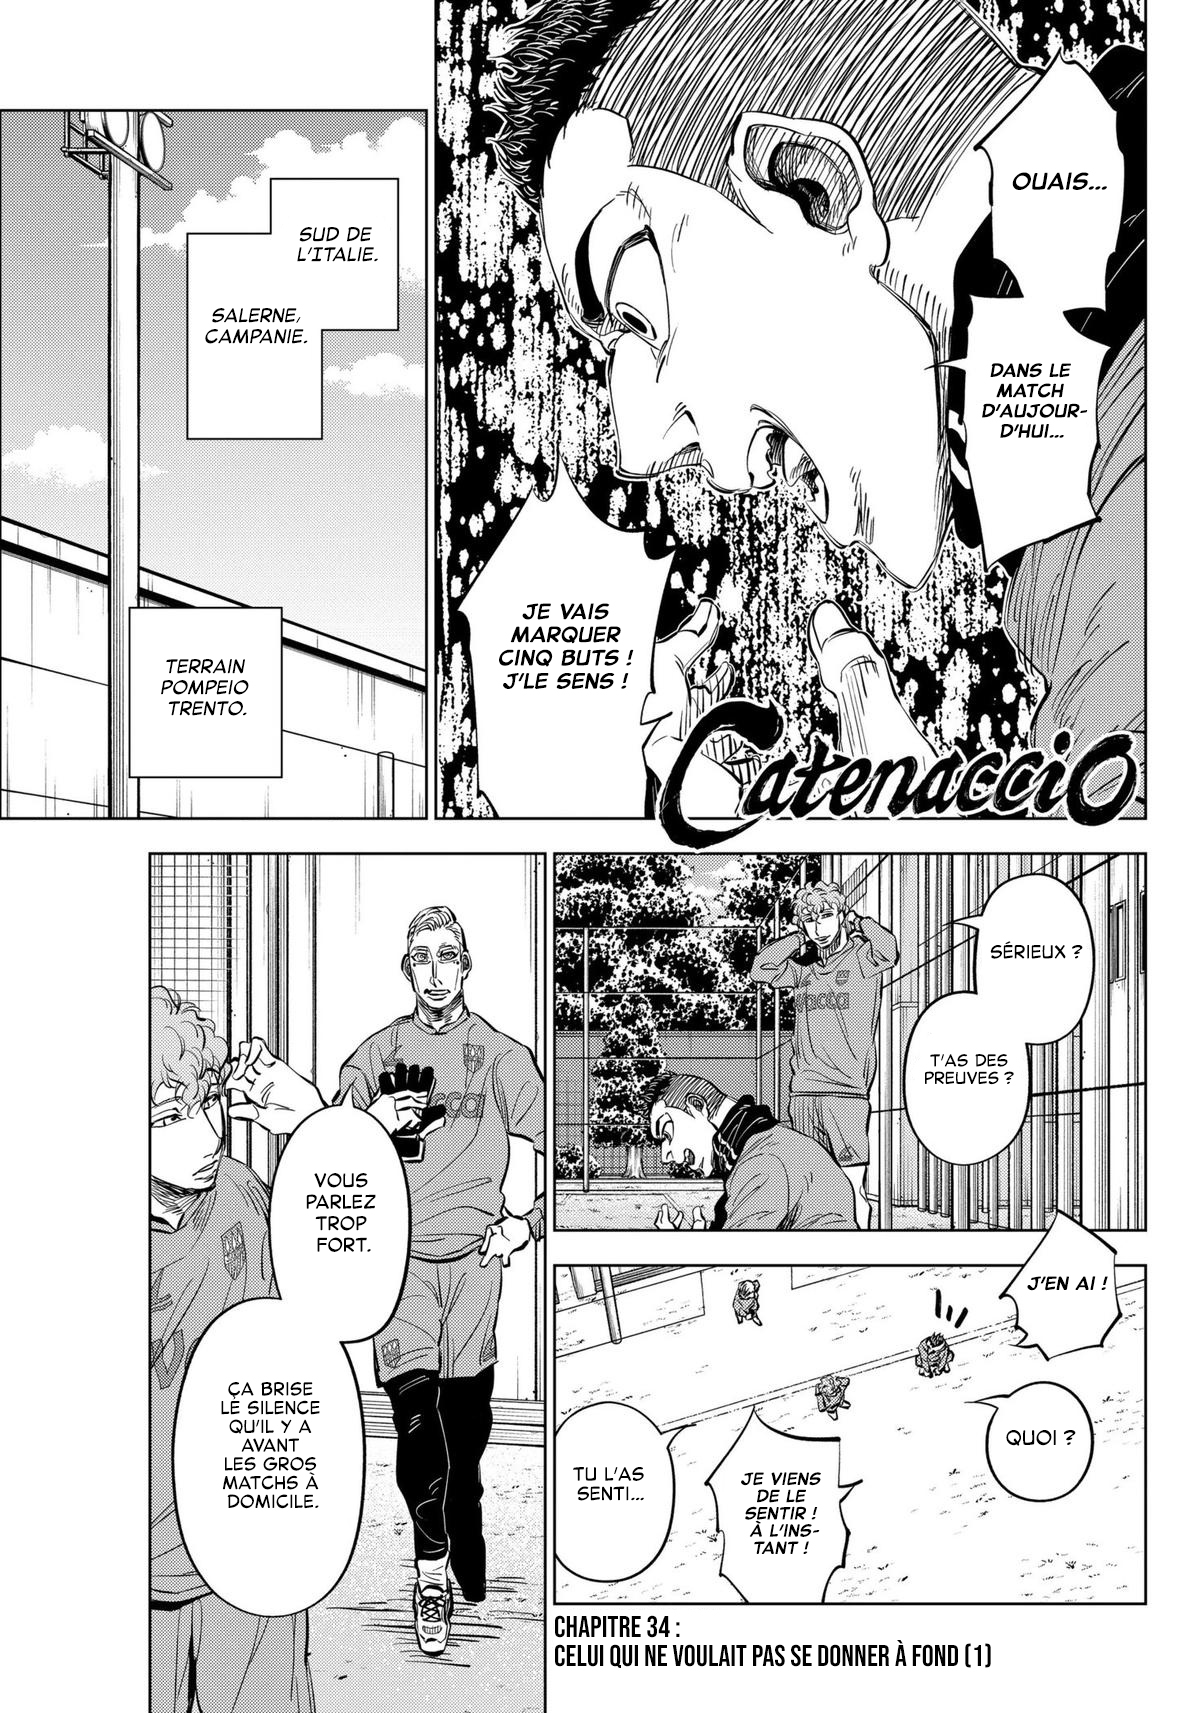 OUAIS...
DANS LE
MATCH
D'AUJOUR-
D'HUI...
JE VAIS
MARQUER
CINQ BUTS !
J'LE SENS !
Catenaccio
SUD DE
L'ITALIE.
SALERNE,
CAMPANIE.
TERRAIN
POMPEIO
TRENTO.
SÉRIEUX ?
T'AS DES
PREUVES ?
J'EN AI !
QUOI ?
JE VIENS
DE LE
SENTIR !
À L'INS-
TANT !
TU L'AS
SENTI...
VOUS
PARLEZ
TROP
FORT.
ÇA BRISE
LE SILENCE
QU'IL Y A
AVANT
LES GROS
MATCHS À
DOMICILE.
CHAPITRE 34 :
CELUI QUI NE VOULAIT PAS SE DONNER À FOND (1)